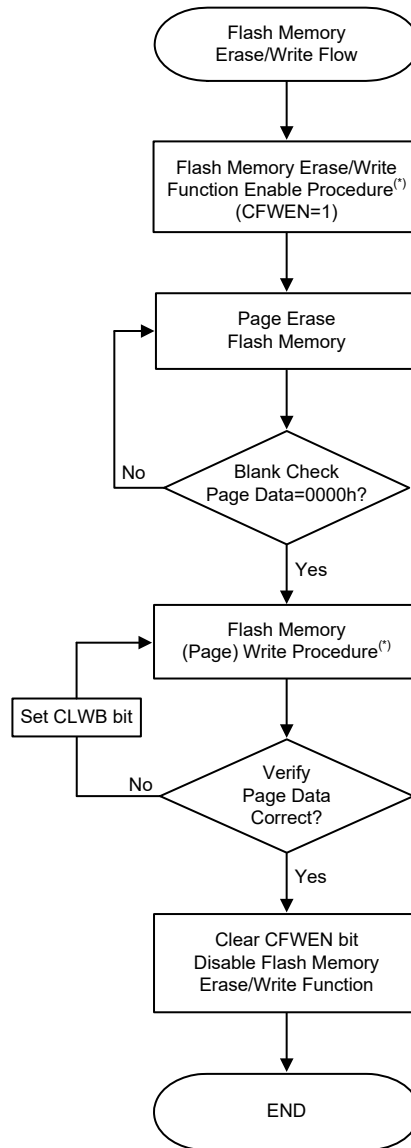 Flash Memory
Erase/Write Flow
Flash Memory Erase/Write
Function Enable Procedure(*)
(CFWEN=1)
Page Erase
Flash Memory
Blank Check
Page Data=0000h?
No
Yes
Flash Memory
(Page) Write Procedure(*)
Set CLWB bit
Verify
Page Data
Correct?
No
Yes
Clear CFWEN bit
Disable Flash Memory
Erase/Write Function
END